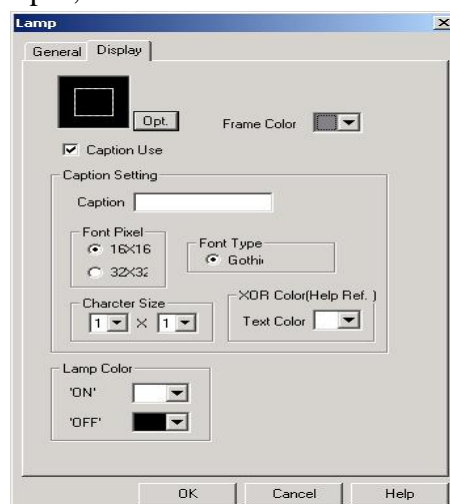 Lamp
General Display
Opt. Frame Color
Caption Use
Caption Setting
Caption
Font Pixel
16X16
32X32
Font Type
Gothi
Charcter Size
1 X 1
XOR Color(Help Ref. )
Text Color
Lamp Color
'ON'
'OFF'
OK Cancel Help